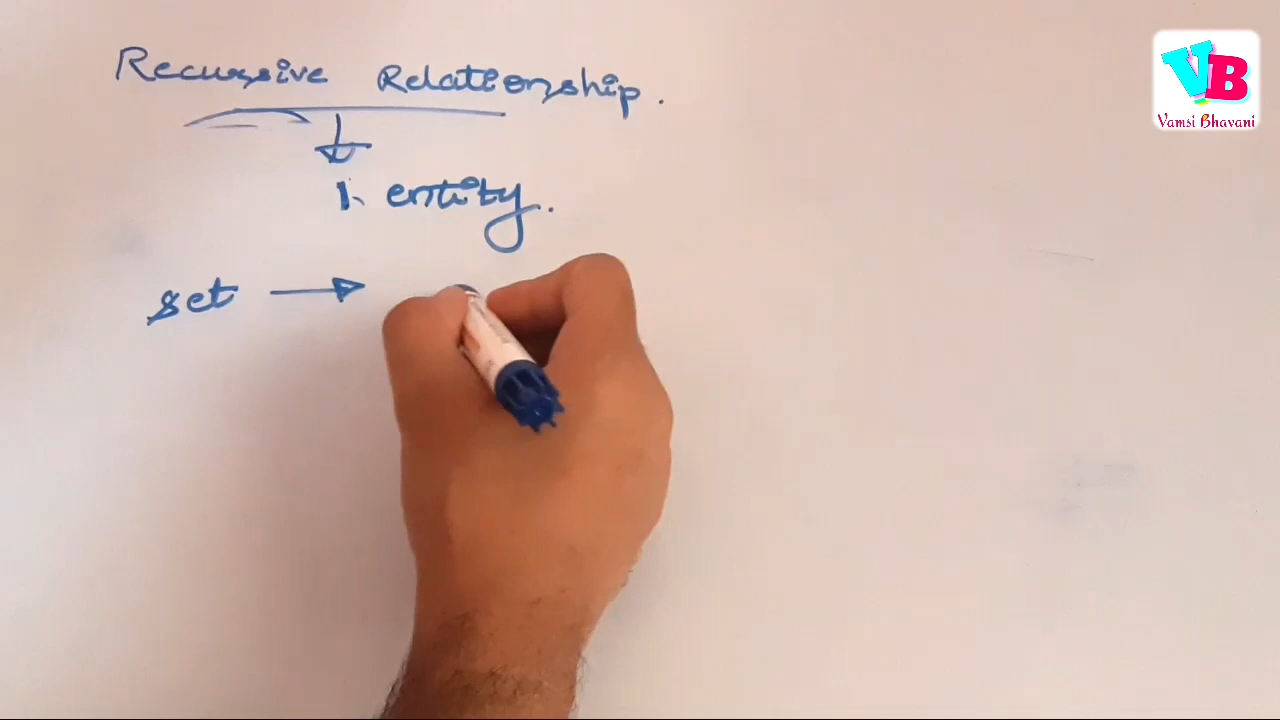 Recursive Relationship.
1. entity.
set →
VB
Vamsi Bhavani